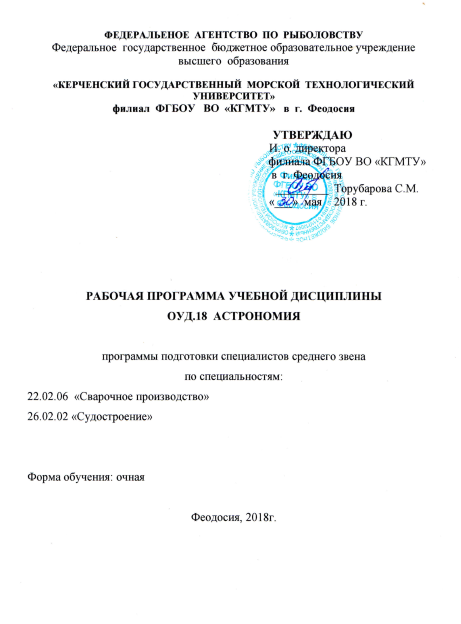 ФЕДЕРАЛЬЕНОЕ АГЕНТСТВО ПО РЫБОЛОВСТВУ
Федеральное государственное бюджетное образовательное учреждение
высшего образования
«КЕРЧЕНСКИЙ ГОСУДАРСТВЕННЫЙ МОРСКОЙ ТЕХНОЛОГИЧЕСКИЙ
УНИВЕРСИТЕТ»
филиал ФГБОУ ВО «КГМТУ» в г. Феодосия
УТВЕРЖДАЮ
И. о. директора
филиала ФГБОУ ВО «КГМТУ»
в г. Феодосия
Торубарова С.М.
«30» мая 2018 г.
РАБОЧАЯ ПРОГРАММА УЧЕБНОЙ ДИСЦИПЛИНЫ
ОУД.18 АСТРОНОМИЯ
программы подготовки специалистов среднего звена
по специальностям:
22.02.06 «Сварочное производство»
26.02.02 «Судостроение»
Форма обучения: очная
Феодосия, 2018г.